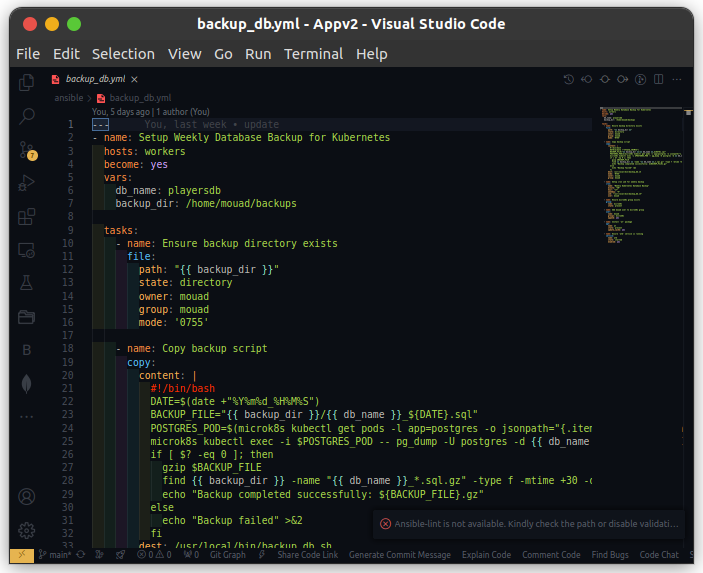 backup_db.yml - Appv2 - Visual Studio Code
File Edit Selection View Go Run Terminal Help
backup_db.yml
ansible > backup_db.yml
You, 5 days ago | 1 author (You)
1 --- You, last week • update
2 - name: Setup Weekly Database Backup for Kubernetes
3 hosts: workers
4 become: yes
5 vars:
6 db_name: playersdb
7 backup_dir: /home/mouad/backups
8
9 tasks:
10 - name: Ensure backup directory exists
11 file:
12 path: "{{ backup_dir }}"
13 state: directory
14 owner: mouad
15 group: mouad
16 mode: '0755'
17
18 - name: Copy backup script
19 copy:
20 content: |
21 #!/bin/bash
22 DATE=$(date +"%Y%m%d_%H%M%S")
23 BACKUP_FILE="{{ backup_dir }}/{{ db_name }}_${DATE}.sql"
24 POSTGRES_POD=$(microk8s kubectl get pods -l app=postgres -o jsonpath="{.iter
25 microk8s kubectl exec -i $POSTGRES_POD -- pg_dump -U postgres -d {{ db_name
26 if [ $? -eq 0 ]; then
27 gzip $BACKUP_FILE
28 find {{ backup_dir }} -name "{{ db_name }}_*.sql.gz" -type f -mtime +30 -d
29 echo "Backup completed successfully: ${BACKUP_FILE}.gz"
30 else
31 echo "Backup failed" >&2
32 fi
33 dest: /usr/local/bin/backup_db.sh
7
B
Ansible-lint is not available. Kindly check the path or disable validati...
main* 0 0 0 Git Graph Share Code Link Generate Commit Message Explain Code Comment Code Find Bugs Code Chat S